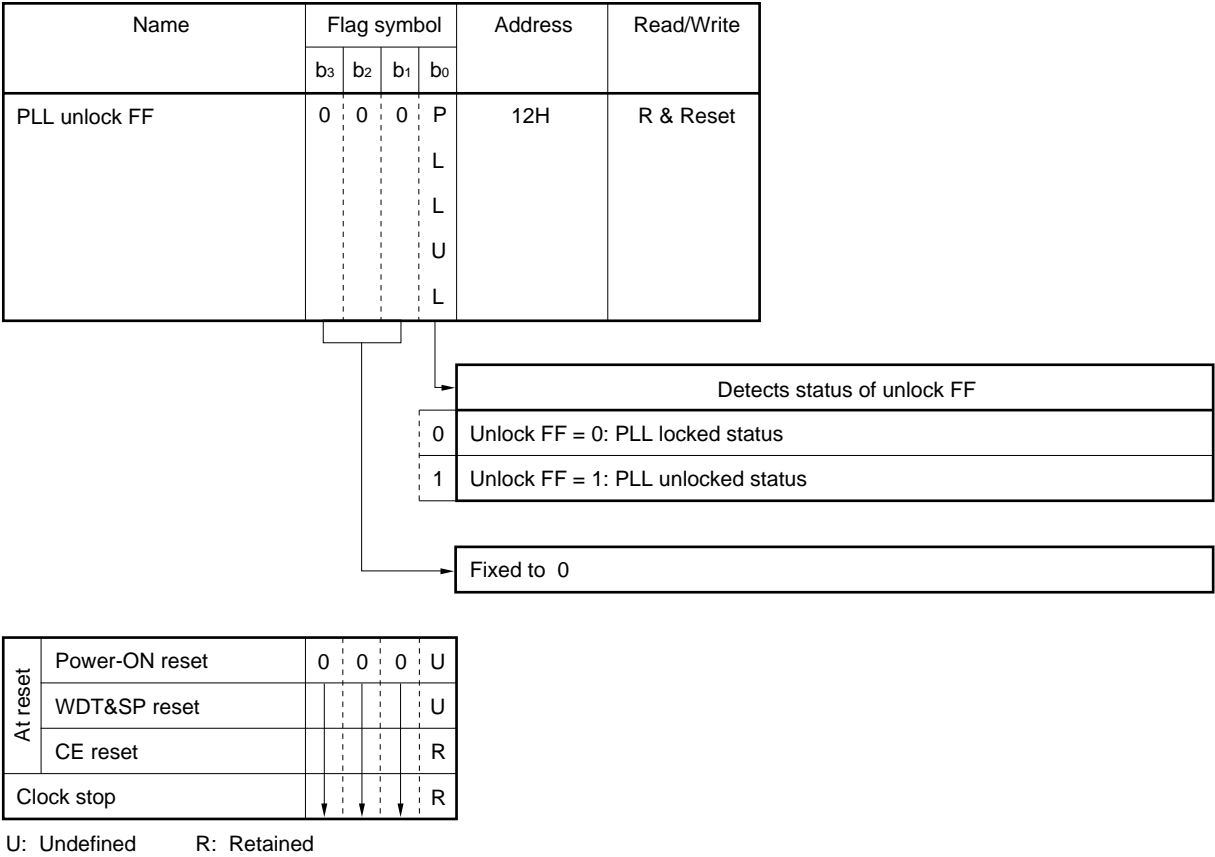 Name Flag symbol Address Read/Write
b3 b2 b1 b0
PLL unlock FF 0 0 0 P 12H R & Reset
L
L
U
L
Detects status of unlock FF
0 Unlock FF = 0: PLL locked status
1 Unlock FF = 1: PLL unlocked status
Fixed to 0
At reset
Power-ON reset 0 0 0 U
WDT&SP reset U
CE reset R
Clock stop R
U: Undefined R: Retained